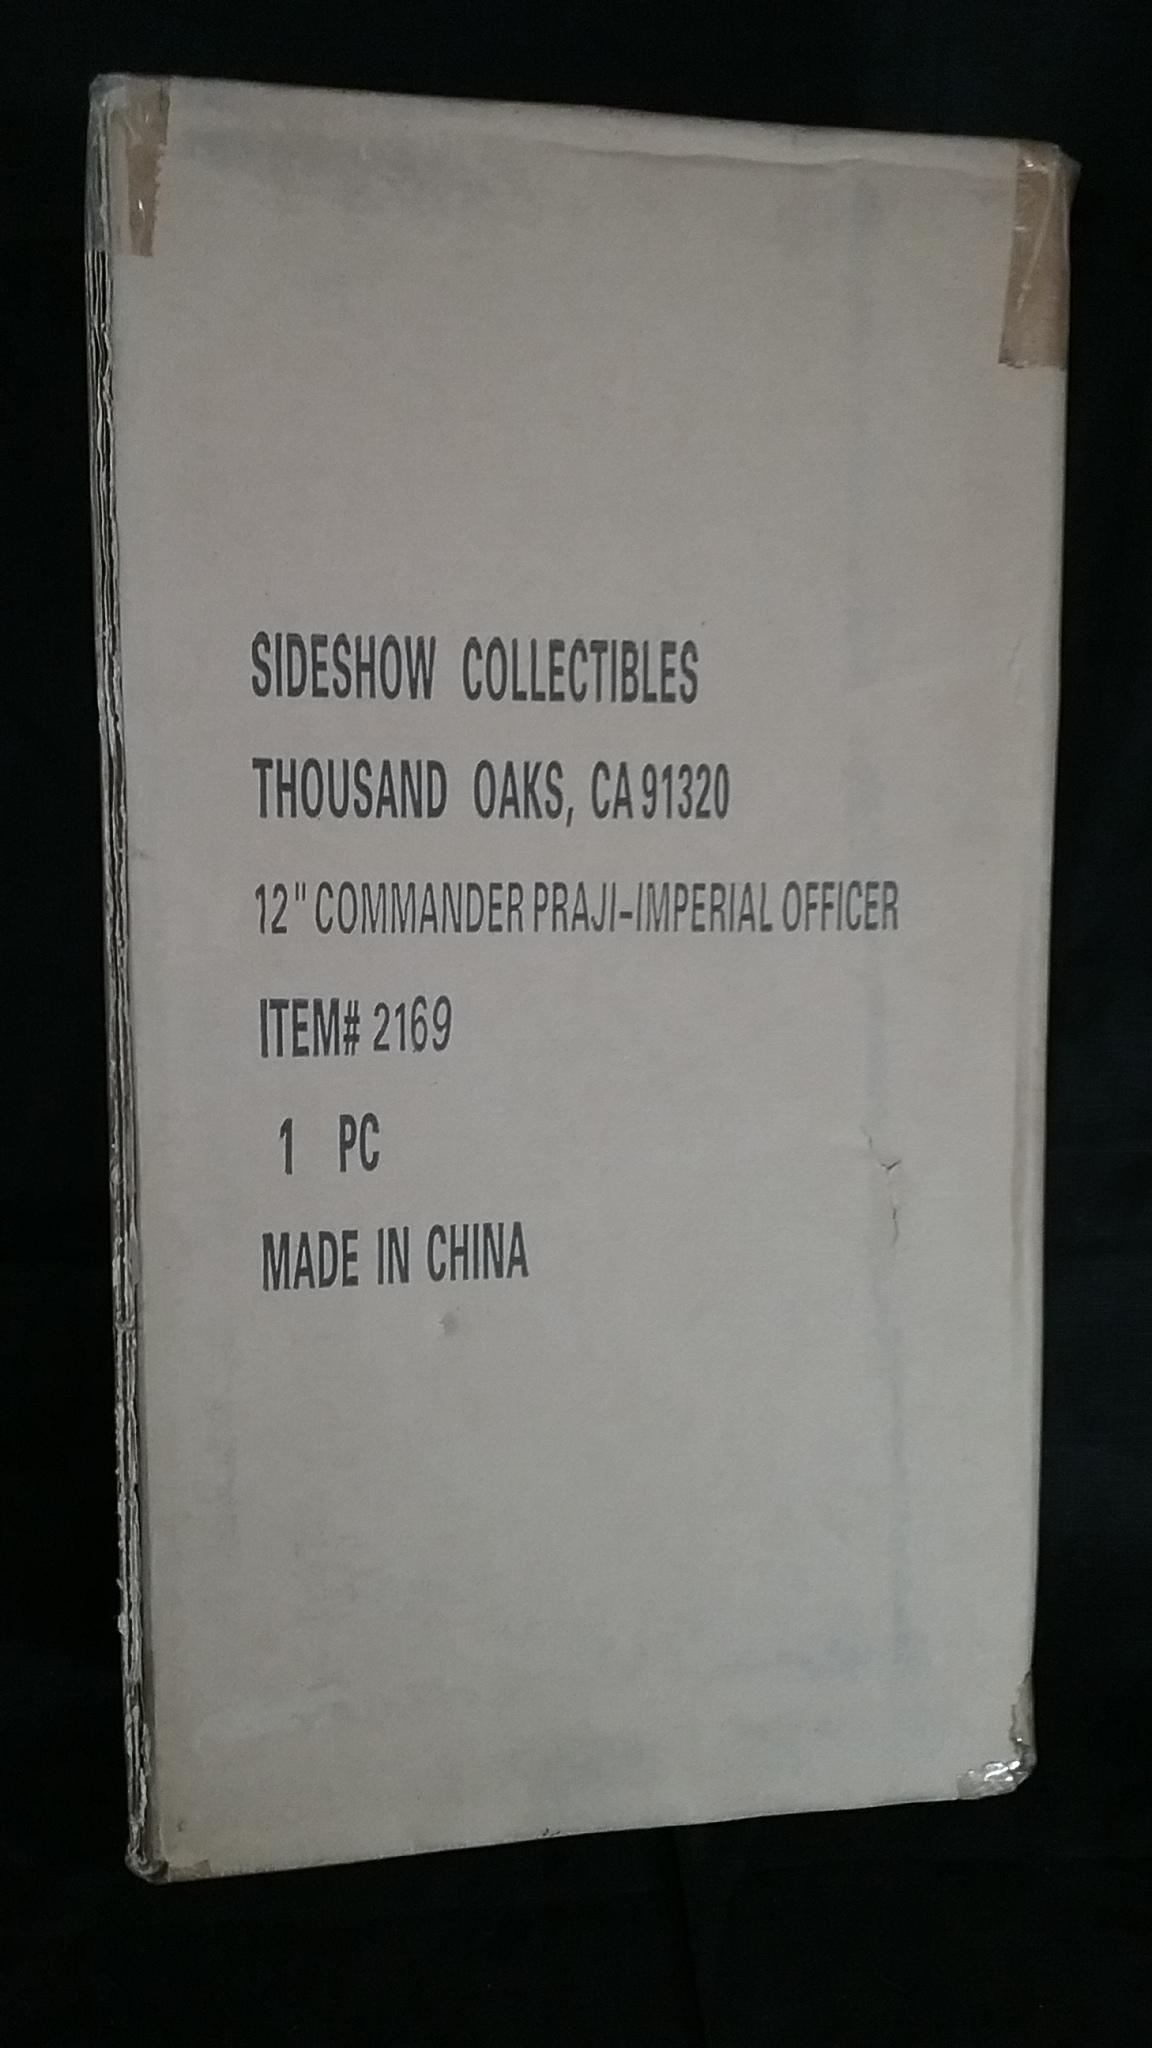 SIDESHOW COLLECTIBLES
THOUSAND OAKS, CA 91320
12" COMMANDER PRAJI-IMPERIAL OFFICER
ITEM# 2169
1 PC
MADE IN CHINA